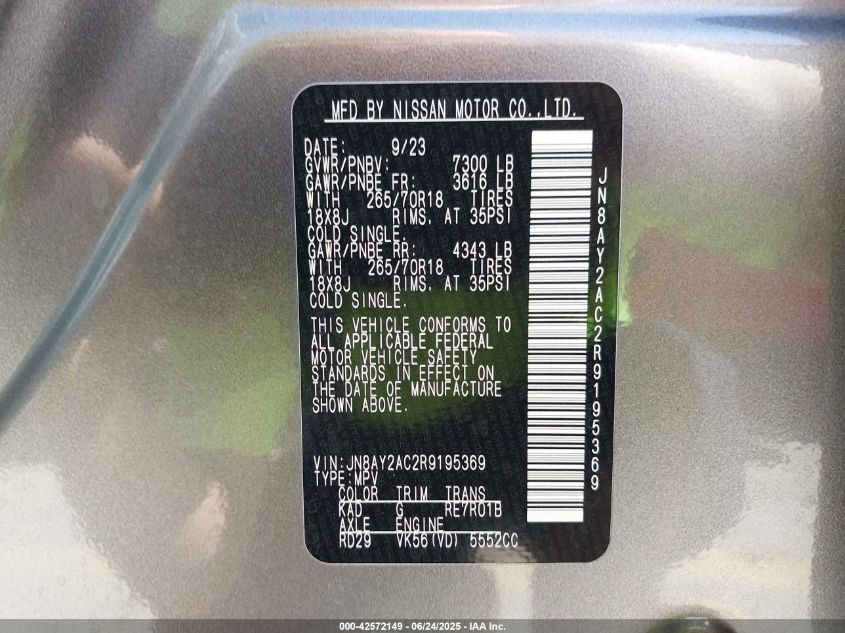 MFD BY NISSAN MOTOR CO.,LTD.
DATE: 9/23
GVWR/PNBV: 7300 LB
GAWR/PNBE FR: 3616 LB
WITH 265/70R18 TIRES
18X8J RIMS. AT 35PSI
COLD SINGLE.
GAWR/PNBE RR: 4343 LB
WITH 265/70R18 TIRES
18X8J RIMS. AT 35PSI
COLD SINGLE.
THIS VEHICLE CONFORMS TO
ALL APPLICABLE FEDERAL
MOTOR VEHICLE SAFETY
STANDARDS IN EFFECT ON
THE DATE OF MANUFACTURE
SHOWN ABOVE.
VIN:JN8AY2AC2R9195369
TYPE:MPV
COLOR TRIM TRANS
KAD G RE7R01B
AXLE ENGINE
RD29 VK56(VD) 5552CC
JN8AY2AC2R9195369
000-42572149 - 06/24/2025 - IAA Inc.